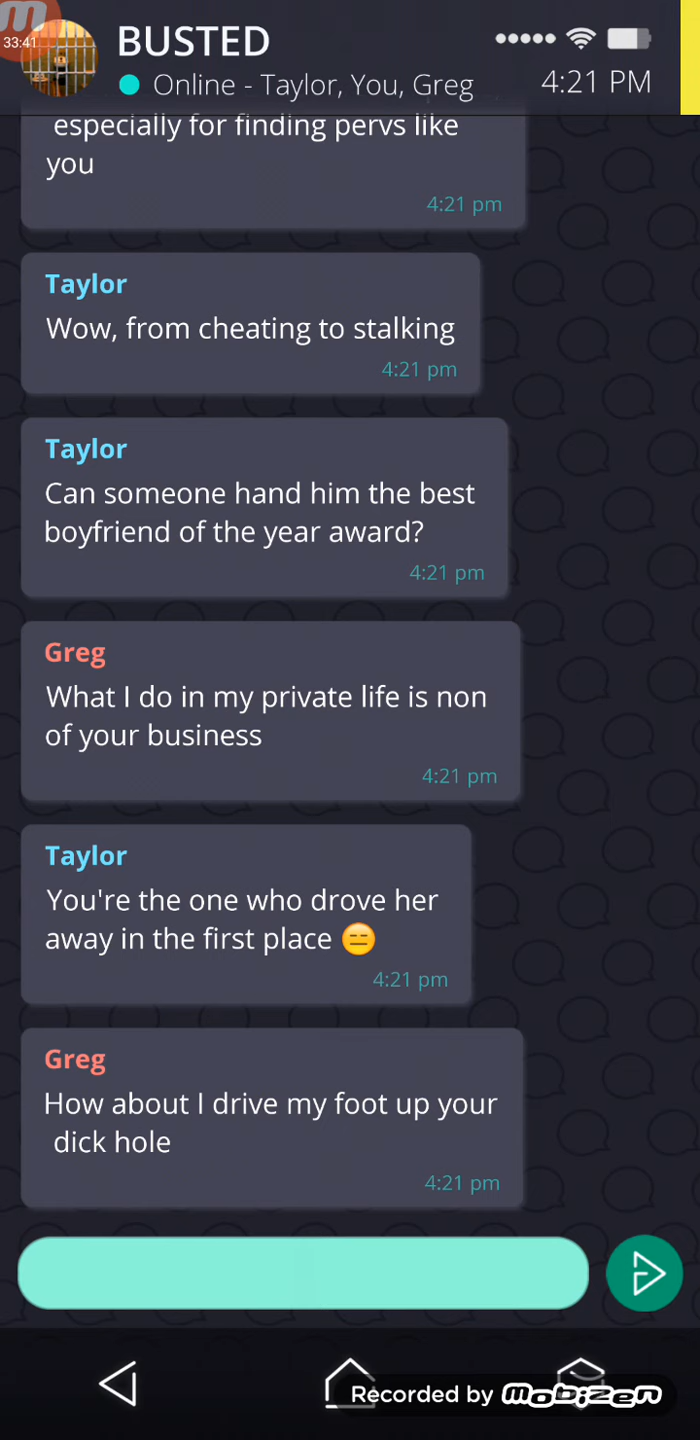 m
33:41
BUSTED
Online - Taylor, You, Greg
4:21 PM
especially for finding pervs like
you
4:21 pm
Taylor
Wow, from cheating to stalking
4:21 pm
Taylor
Can someone hand him the best
boyfriend of the year award?
4:21 pm
Greg
What I do in my private life is non
of your business
4:21 pm
Taylor
You're the one who drove her
away in the first place 😑
4:21 pm
Greg
How about I drive my foot up your
dick hole
4:21 pm
Recorded by mobizen